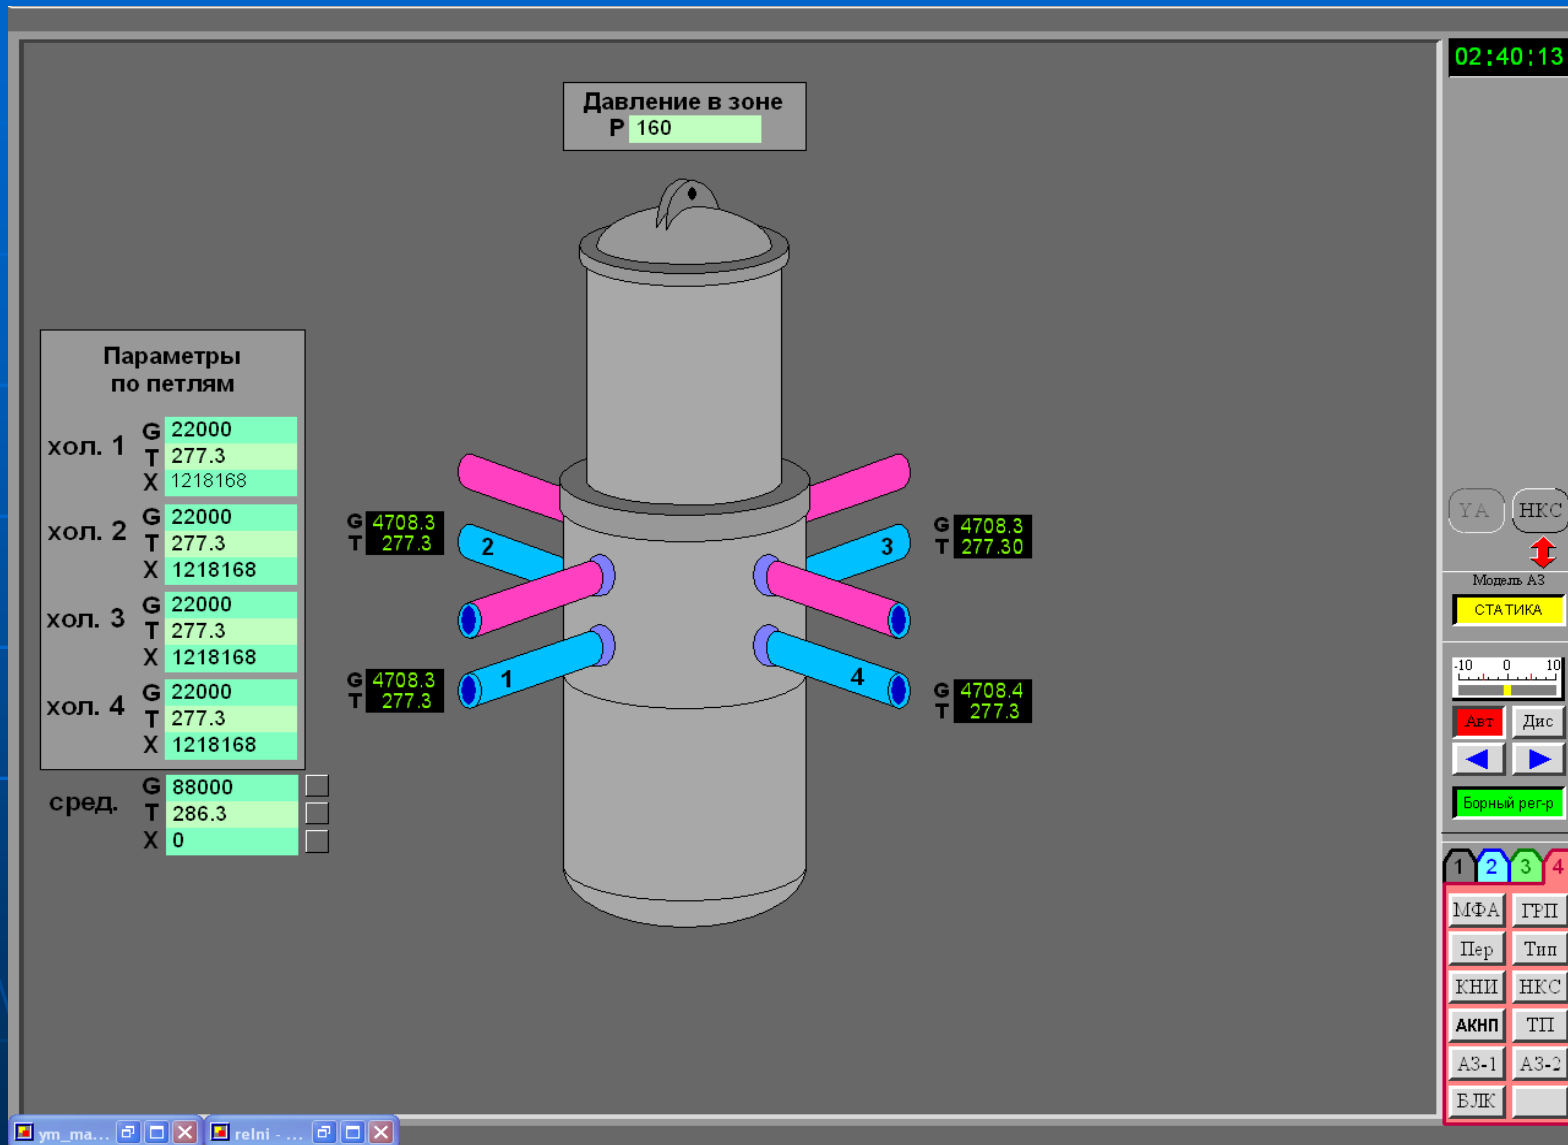 02:40:13
Давление в зоне
P 160
Параметры
по петлям
хол. 1
G 22000
T 277.3
X 1218168
хол. 2
G 22000
T 277.3
X 1218168
хол. 3
G 22000
T 277.3
X 1218168
хол. 4
G 22000
T 277.3
X 1218168
сред.
G 88000
T 286.3
X 0
G 4708.3
T 277.3
2
3
G 4708.3
T 277.30
G 4708.3
T 277.3
1
4
G 4708.4
T 277.3
YA НКС
Модель АЗ
СТАТИКА
-10 0 10
Авт Дис
Борный рег-р
1 2 3 4
МФА ГРП
Пер Тип
КНИ НКС
АКНП ТП
АЗ-1 АЗ-2
БЛК
ym_ma... relni - ...